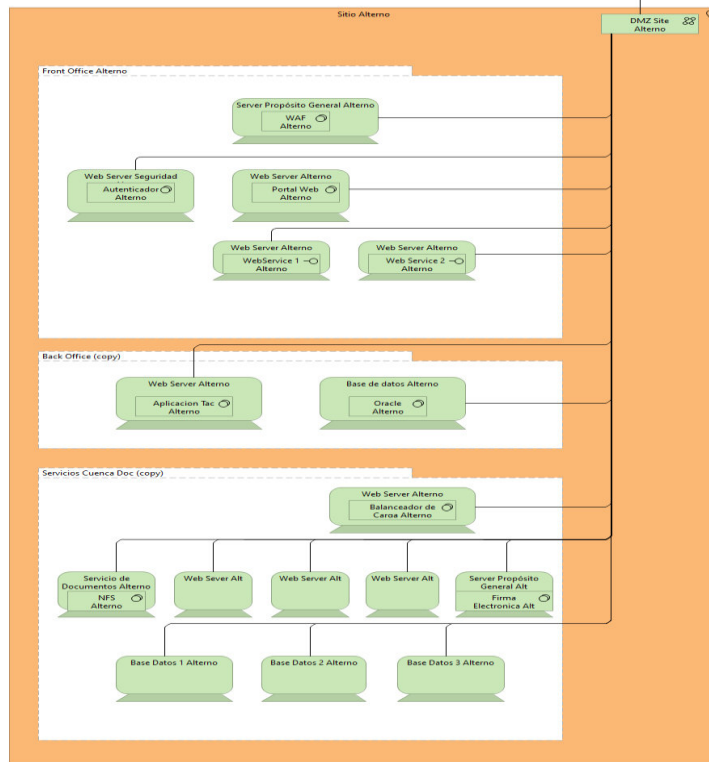 Sitio Alterno
DMZ Site
Alterno
Front Office Alterno
Server Propósito General Alterno
WAF
Alterno
Web Server Seguridad
Autenticador
Alterno
Web Server Alterno
Portal Web
Alterno
Web Server Alterno
WebService 1
Alterno
Web Server Alterno
Web Service 2
Alterno
Back Office (copy)
Web Server Alterno
Aplicacion Tac
Alterno
Base de datos Alterno
Oracle
Alterno
Servicios Cuenca Doc (copy)
Web Server Alterno
Balanceador de
Carga Alterno
Servicio de
Documentos Alterno
NFS
Alterno
Web Sever Alt
Web Server Alt
Web Server Alt
Server Propósito
General Alt
Firma
Electronica Alt
Base Datos 1 Alterno
Base Datos 2 Alterno
Base Datos 3 Alterno